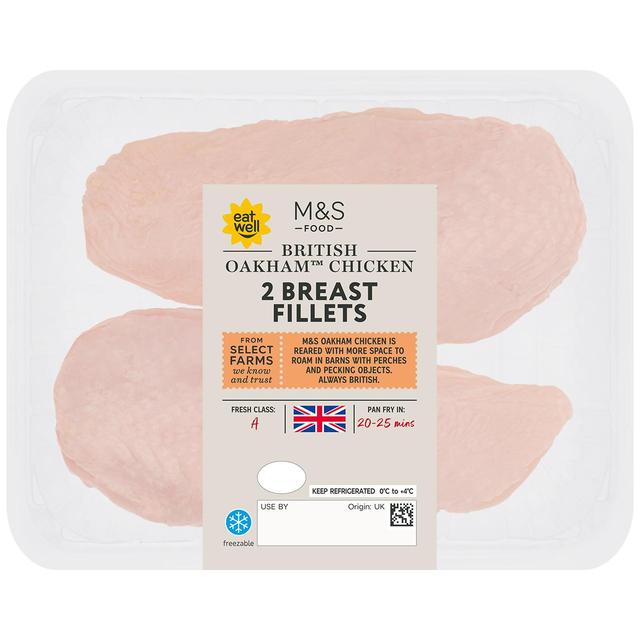 eat
well
M&S
—FOOD—
BRITISH
OAKHAM™ CHICKEN
2 BREAST
FILLETS
FROM
SELECT
FARMS
we know
and trust
M&S OAKHAM CHICKEN IS
REARED WITH MORE SPACE TO
ROAM IN BARNS WITH PERCHES
AND PECKING OBJECTS.
ALWAYS BRITISH.
FRESH CLASS:
A
PAN FRY IN:
20-25 mins
KEEP REFRIGERATED 0°C to +4°C
USE BY
Origin: UK
freezable